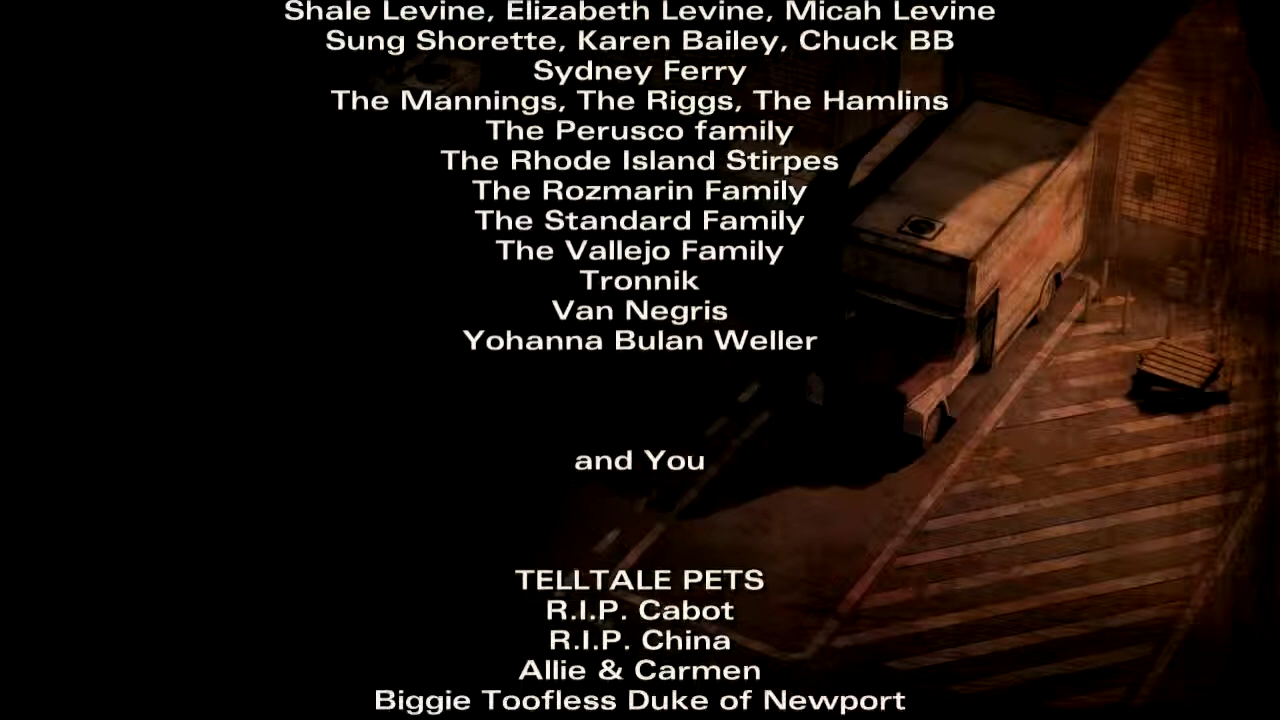 Shale Levine, Elizabeth Levine, Micah Levine
Sung Shorette, Karen Bailey, Chuck BB
Sydney Ferry
The Mannings, The Riggs, The Hamlins
The Perusco family
The Rhode Island Stirpes
The Rozmarin Family
The Standard Family
The Vallejo Family
Tronnik
Van Negris
Yohanna Bulan Weller
and You
TELLTALE PETS
R.I.P. Cabot
R.I.P. China
Allie & Carmen
Biggie Toofless Duke of Newport